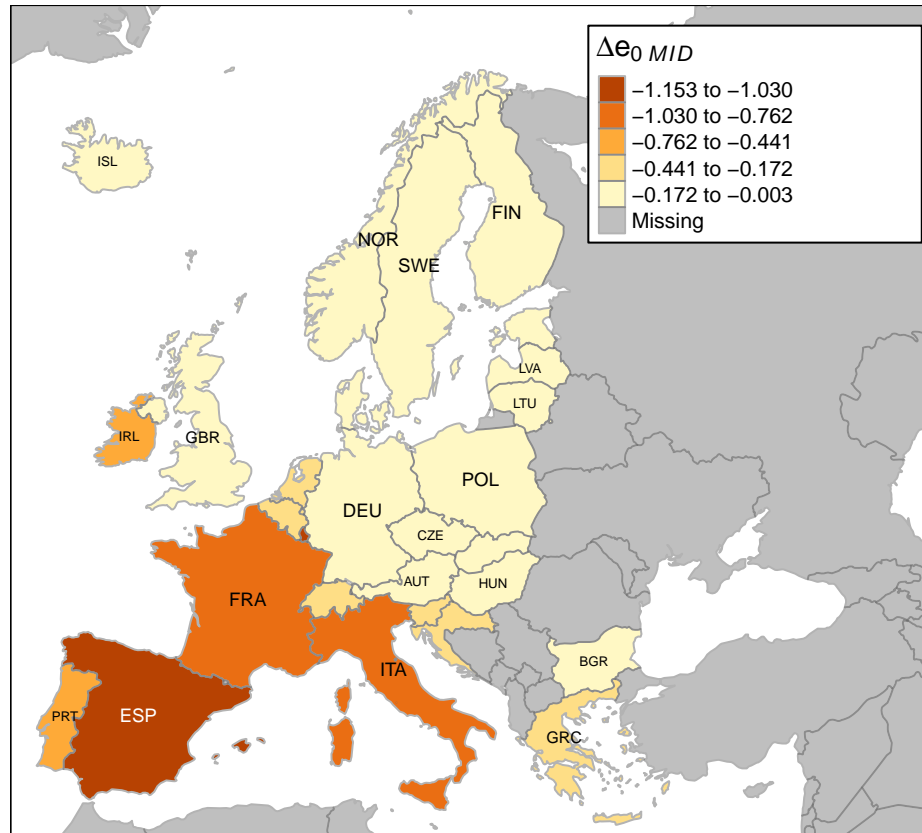 Δe0 MID
−1.153 to −1.030
−1.030 to −0.762
−0.762 to −0.441
−0.441 to −0.172
−0.172 to −0.003
Missing
ISL
FIN
NOR
SWE
LVA
LTU
IRL
GBR
POL
DEU
CZE
AUT
HUN
FRA
BGR
ITA
PRT
ESP
GRC